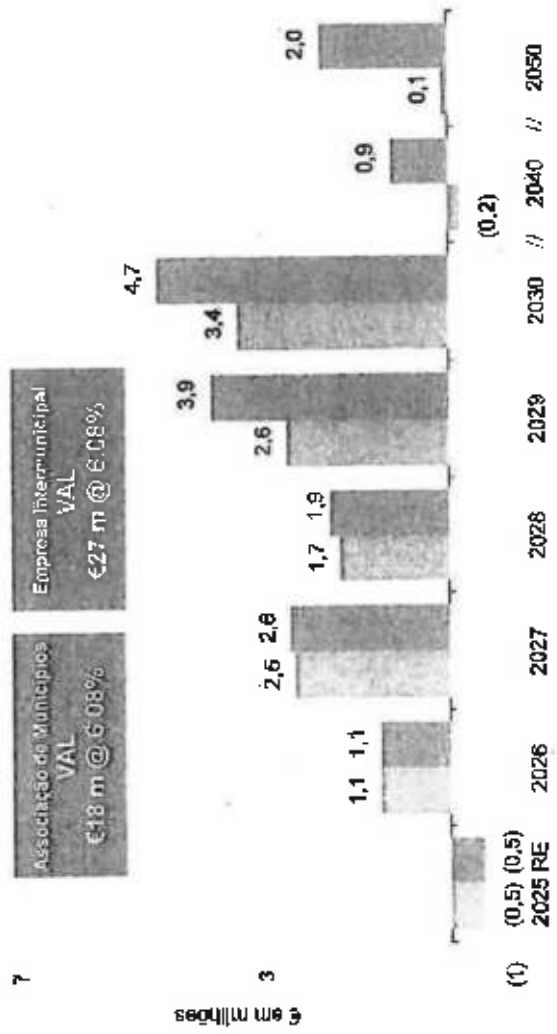 Associação de Municípios
VAL
€18 m @ 6.08%
Empresa Intermunicipal
VAL
€27 m @ 6.08%
€ em milhões
7
3
(1)
(0,5) (0,5)
1,1 1,1
2,5 2,6
1,7 1,9
2,6 3,9
3,4 4,7
(0,2) 0,9
0,1 2,0
2025 RE 2026 2027 2028 2029 2030 // 2040 // 2050